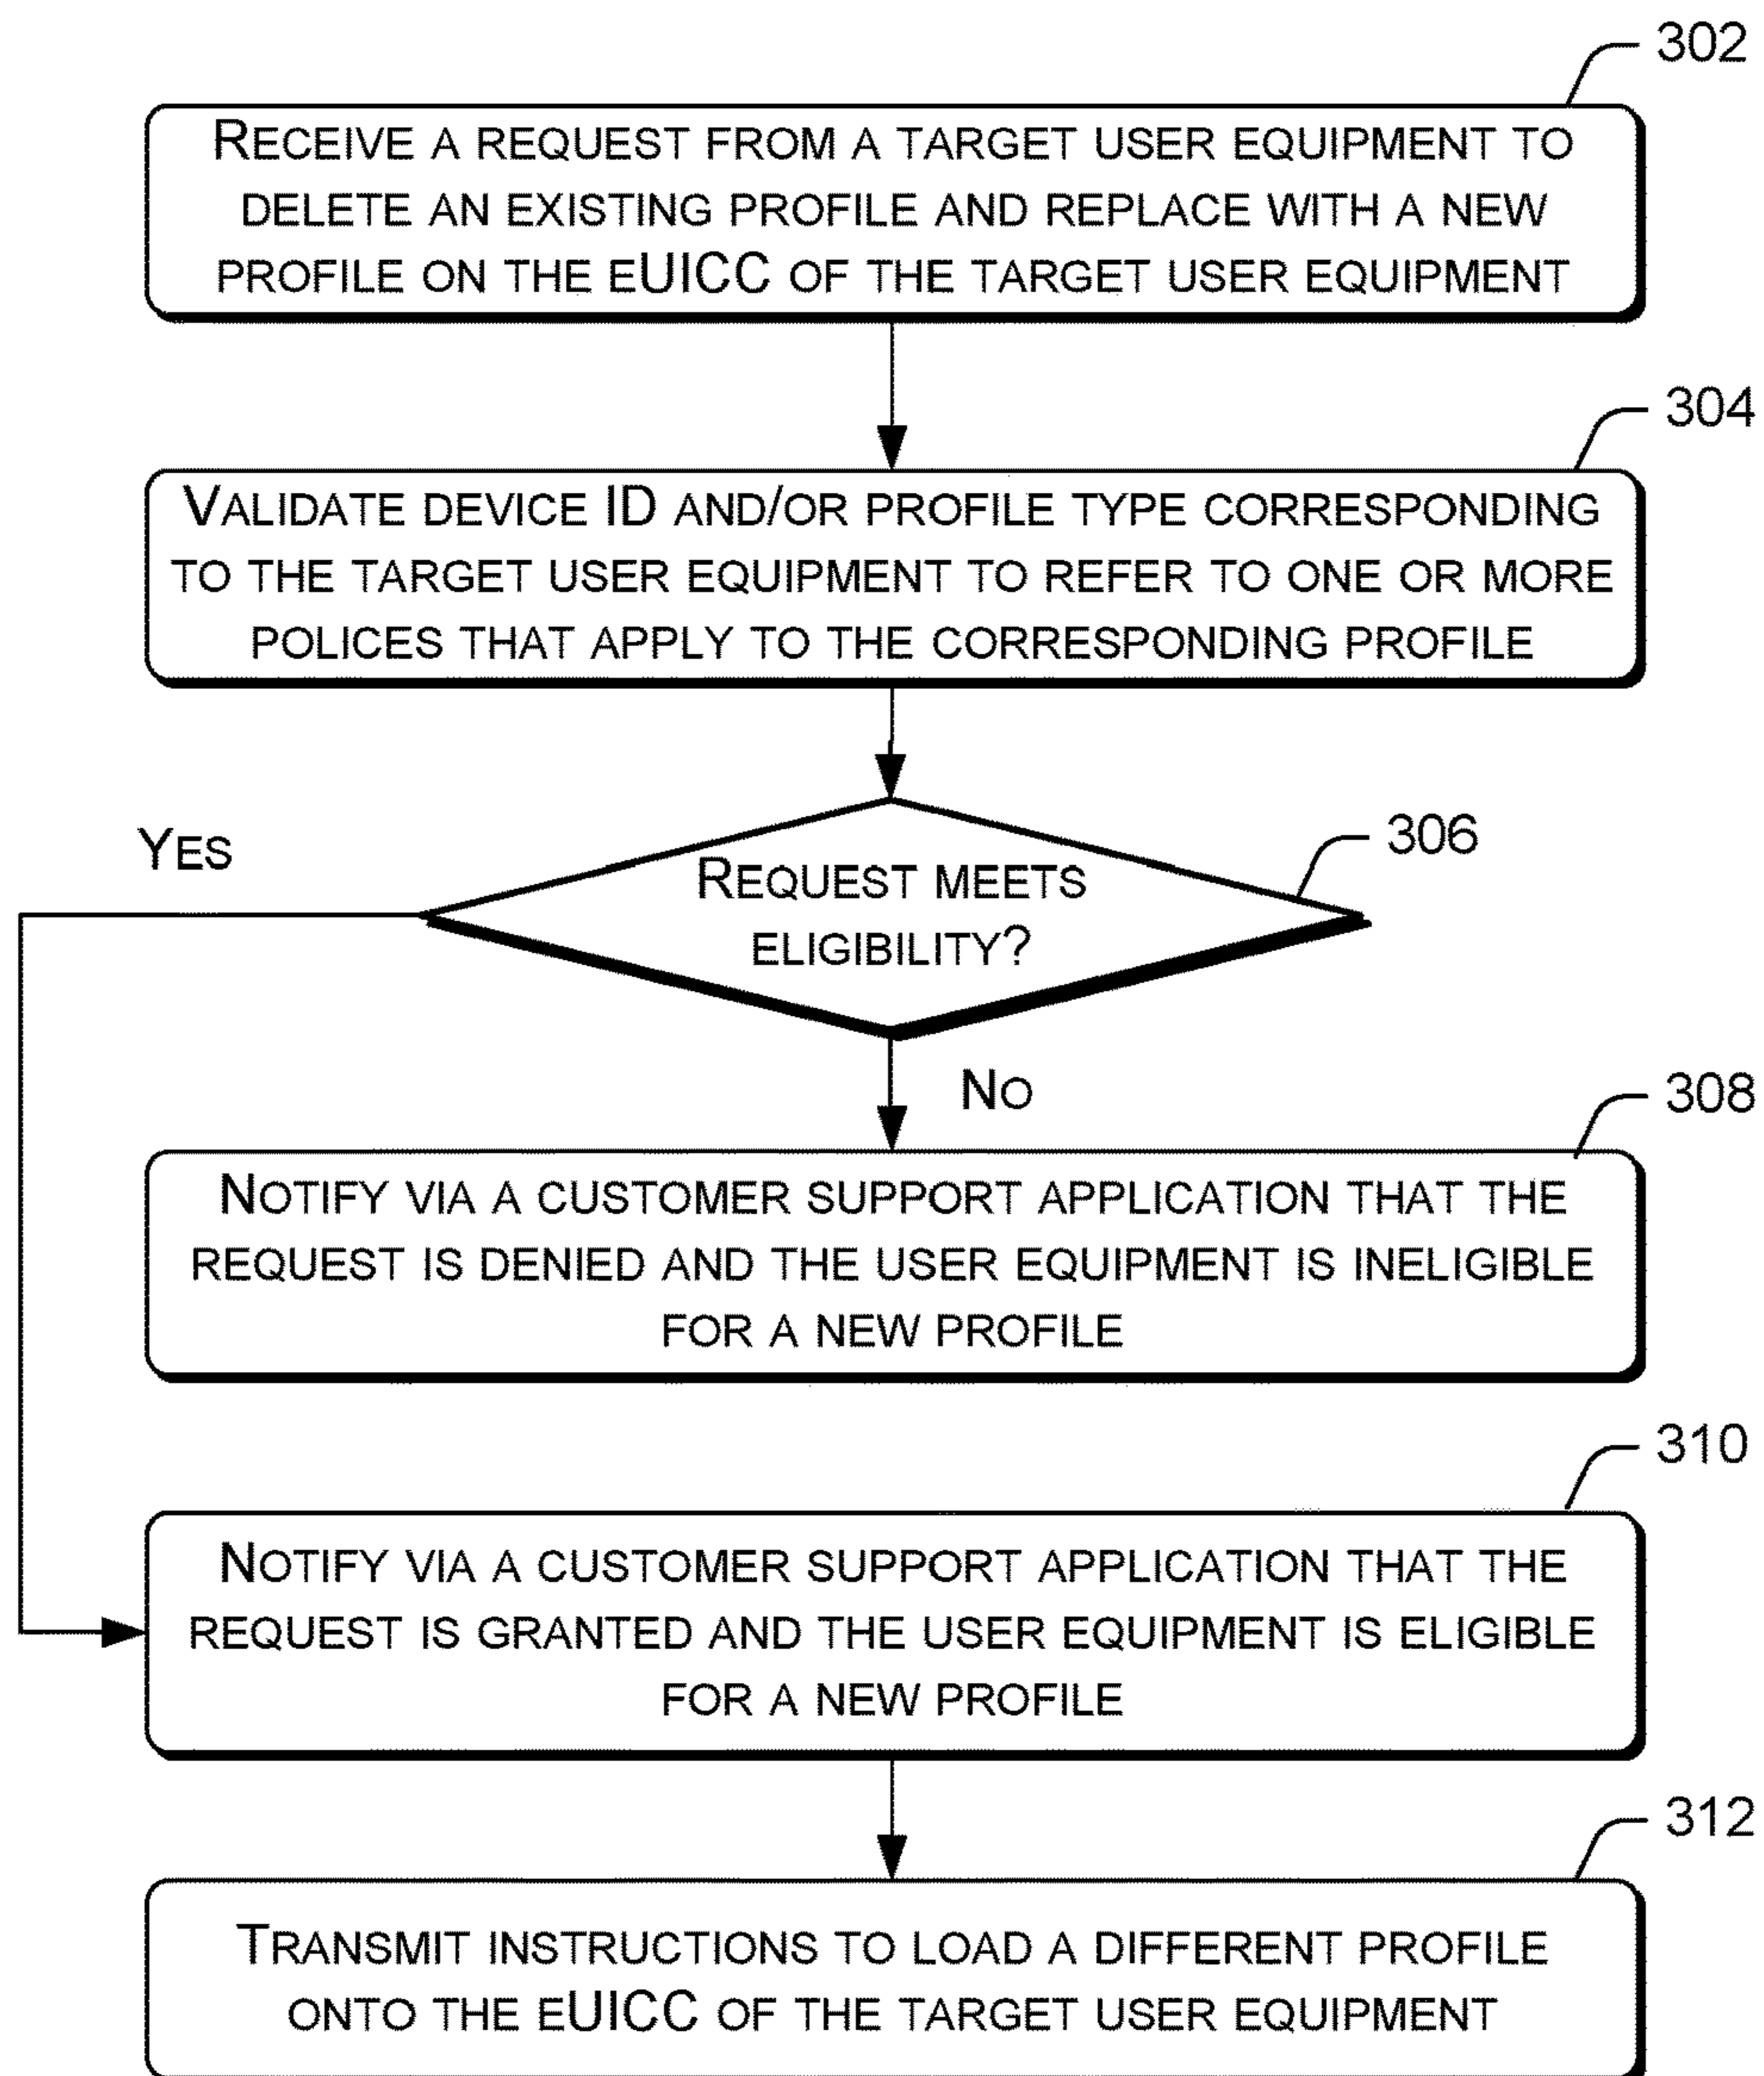 302
RECEIVE A REQUEST FROM A TARGET USER EQUIPMENT TO
DELETE AN EXISTING PROFILE AND REPLACE WITH A NEW
PROFILE ON THE EUICC OF THE TARGET USER EQUIPMENT
304
VALIDATE DEVICE ID AND/OR PROFILE TYPE CORRESPONDING
TO THE TARGET USER EQUIPMENT TO REFER TO ONE OR MORE
POLICES THAT APPLY TO THE CORRESPONDING PROFILE
306
YES
REQUEST MEETS
ELIGIBILITY?
NO
308
NOTIFY VIA A CUSTOMER SUPPORT APPLICATION THAT THE
REQUEST IS DENIED AND THE USER EQUIPMENT IS INELIGIBLE
FOR A NEW PROFILE
310
NOTIFY VIA A CUSTOMER SUPPORT APPLICATION THAT THE
REQUEST IS GRANTED AND THE USER EQUIPMENT IS ELIGIBLE
FOR A NEW PROFILE
312
TRANSMIT INSTRUCTIONS TO LOAD A DIFFERENT PROFILE
ONTO THE EUICC OF THE TARGET USER EQUIPMENT